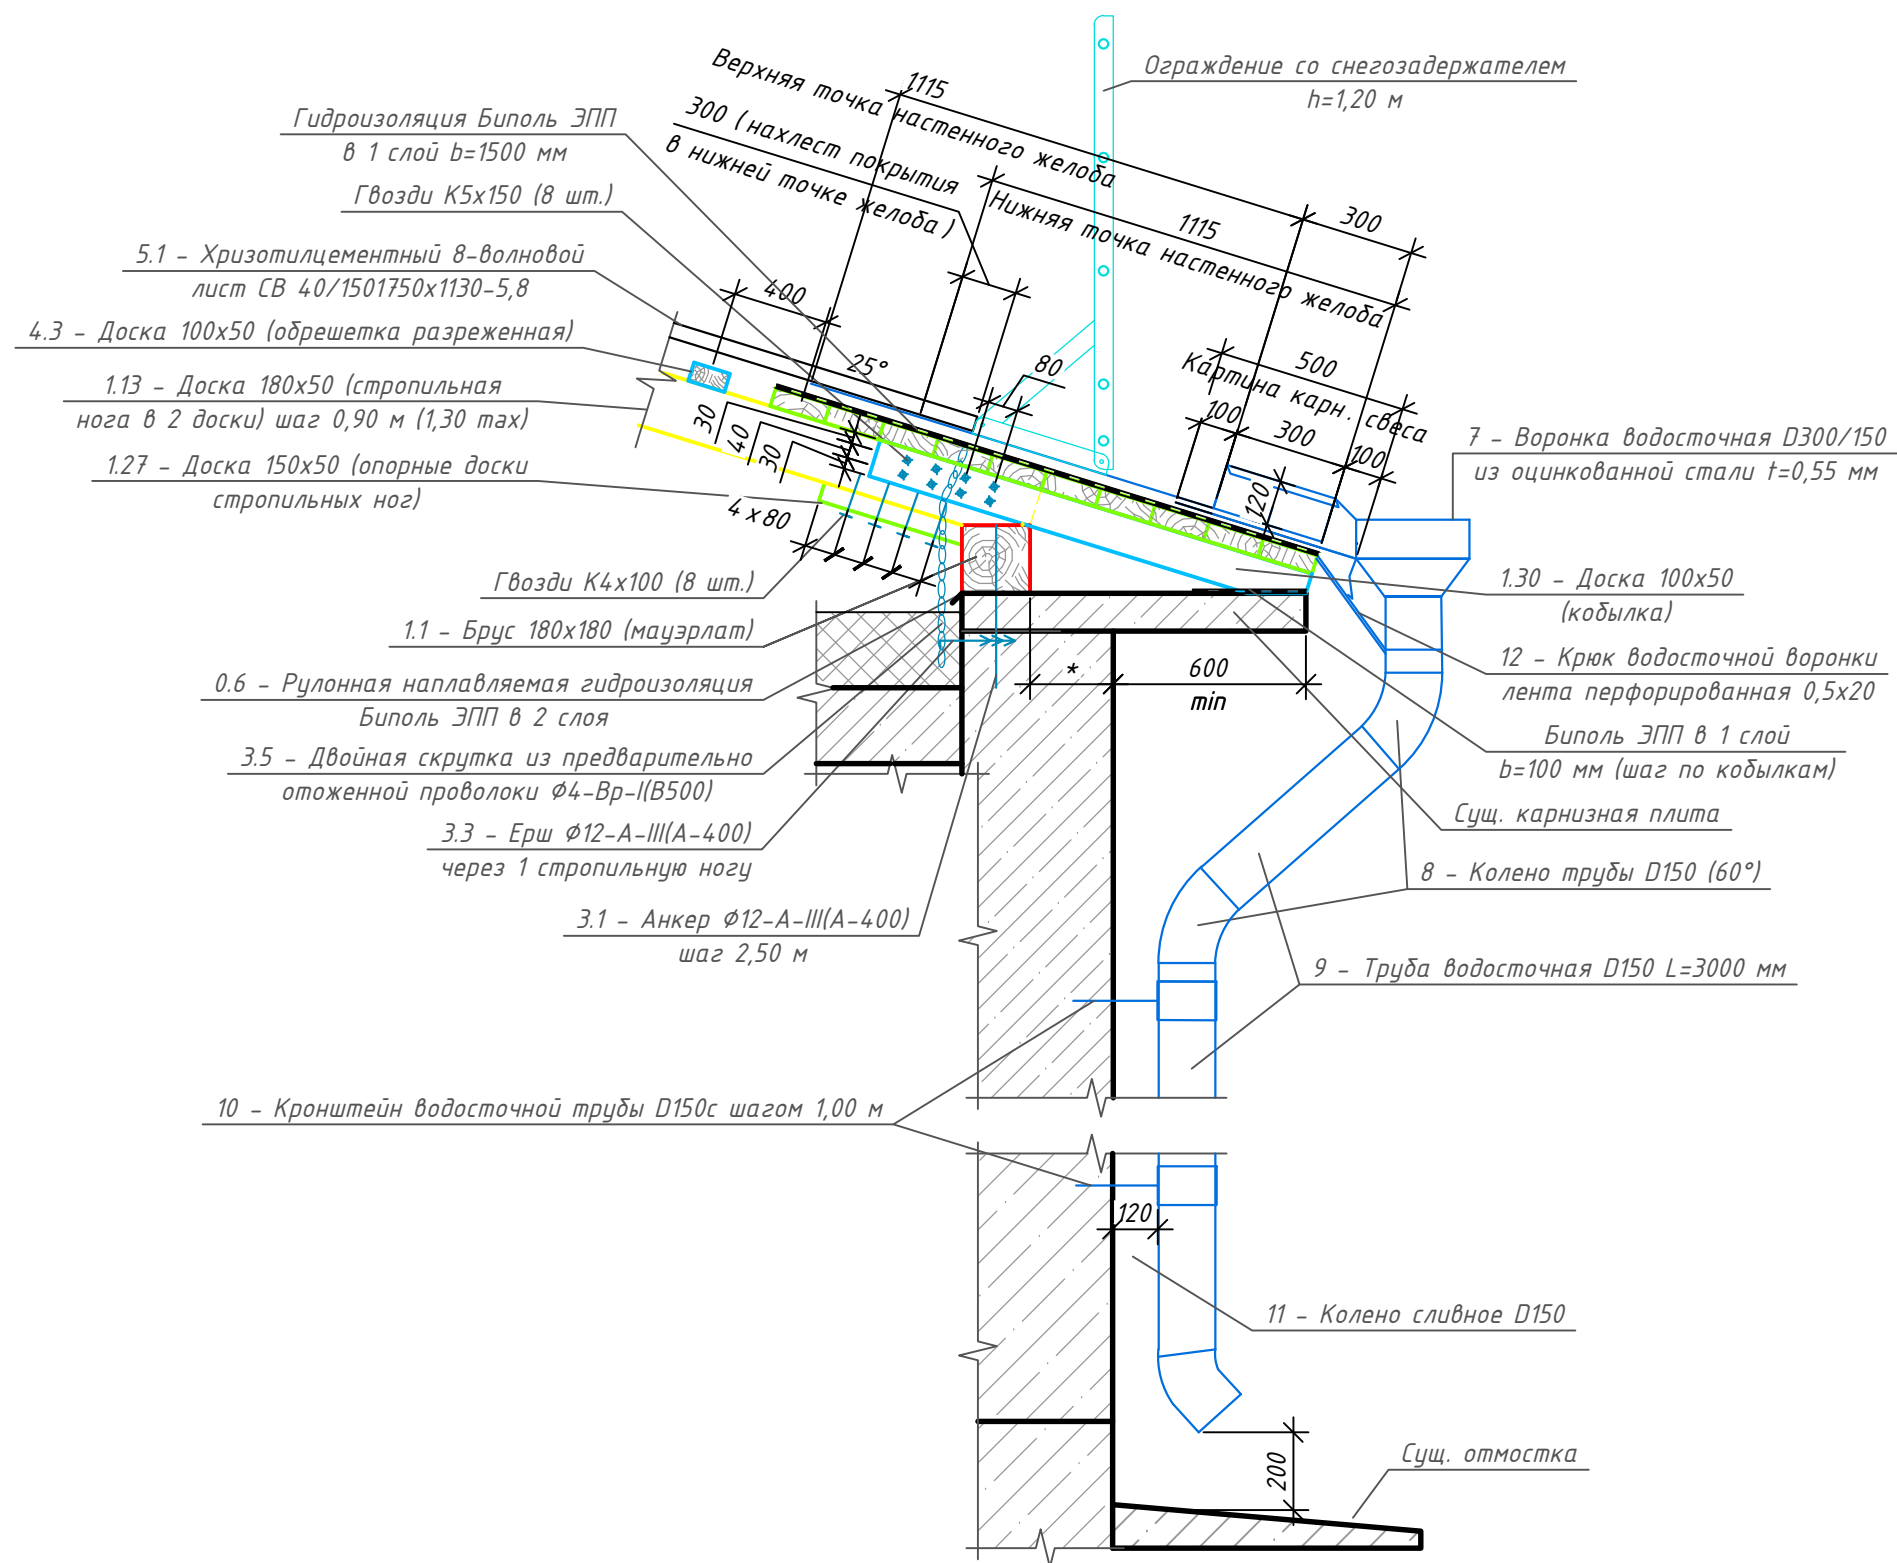 Верхняя точка настенного желоба
1115
300 (нахлест покрытия
в нижней точке желоба)
Нижняя точка настенного желоба
1115
300
Ограждение со снегозадержателем
h=1,20 м
Гидроизоляция Биполь ЭПП
в 1 слой b=1500 мм
Гвозди К5х150 (8 шт.)
5.1 - Хризотилцементный 8-волновой
лист СВ 40/1501750х1130-5,8
4.3 - Доска 100х50 (обрешетка разреженная)
1.13 - Доска 180х50 (стропильная
нога в 2 доски) шаг 0,90 м (1,30 max)
1.27 - Доска 150х50 (опорные доски
стропильных ног)
400
25°
80
30
40
30
4х80
500
Картина карн. свеса
100
300
100
120
7 - Воронка водосточная D300/150
из оцинкованной стали t=0,55 мм
Гвозди К4х100 (8 шт.)
1.1 - Брус 180х180 (мауэрлат)
0.6 - Рулонная наплавляемая гидроизоляция
Биполь ЭПП в 2 слоя
3.5 - Двойная скрутка из предварительно
отоженной проволоки Ф4-Вр-I(В500)
3.3 - Ерш Ф12-А-III(А-400)
через 1 стропильную ногу
3.1 - Анкер Ф12-А-III(А-400)
шаг 2,50 м
*
600
min
1.30 - Доска 100х50
(кобылка)
12 - Крюк водосточной воронки
лента перфорированная 0,5х20
Биполь ЭПП в 1 слой
b=100 мм (шаг по кобылкам)
Сущ. карнизная плита
8 - Колено трубы D150 (60°)
9 - Труба водосточная D150 L=3000 мм
10 - Кронштейн водосточной трубы D150с шагом 1,00 м
120
11 - Колено сливное D150
200
Сущ. отмостка